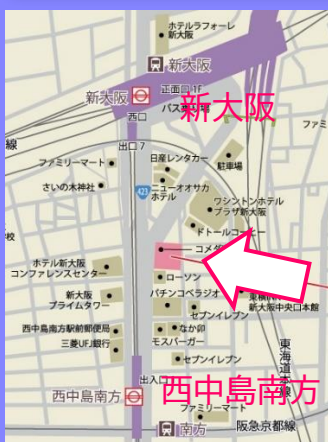 ホテルラフォーレ
新大阪
新大阪
新大阪
正面口 1F
新大阪
西口
出口 7
線
ファミ
ファミリーマート
日産レンタカー
駐車場
さいの木神社
ニューオオサカ
ホテル
423
ワシントンホテル
プラザ新大阪
ドトールコーヒー
校
コメダ
ホテル新大阪
コンファレンスセンター
ローソン
新大阪
プライムタワー
パチンコベラジオ
新大阪中央口本館
セブンイレブン
西中島南方駅前郵便局
なか卯
三菱UFJ銀行
モスバーガー
東海道本線
セブンイレブン
出入口
西中島南方
西中島南方
ファミリーマート
南方
阪急京都線